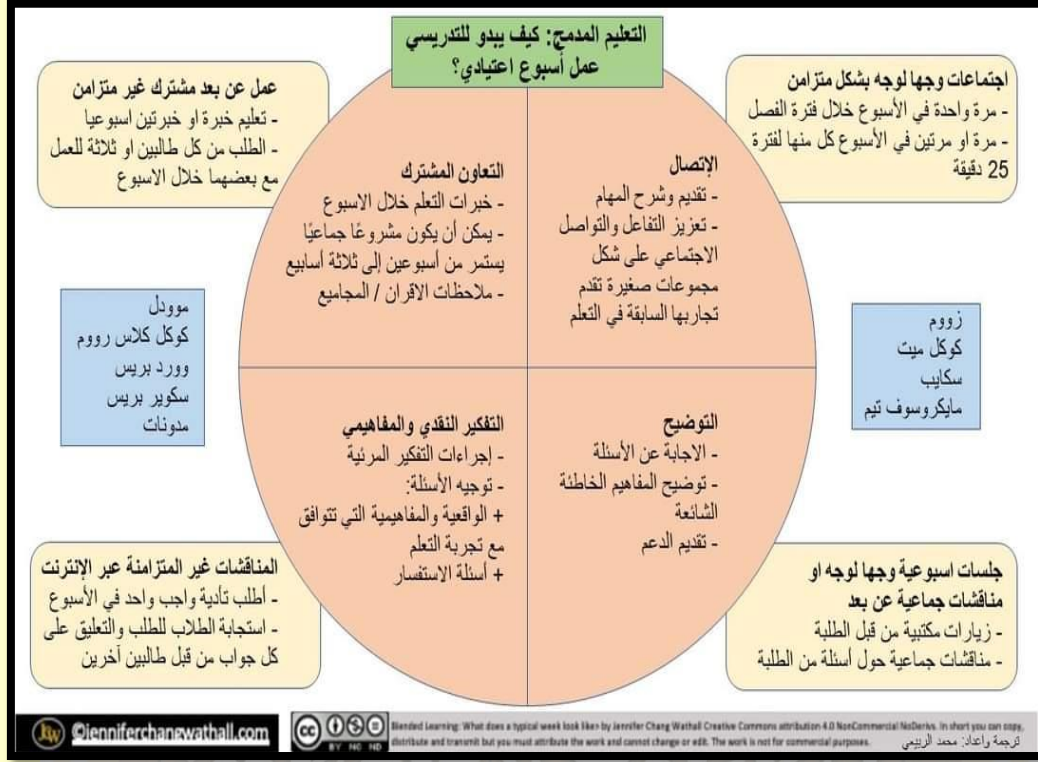 التعليم المدمج: كيف يبدو للتدريسي
عمل أسبوع اعتيادي؟
اجتماعات وجها لوجه بشكل متزامن
- مرة واحدة في الأسبوع خلال فترة الفصل
- مرة او مرتين في الأسبوع كل منها لفترة
25 دقيقة
عمل عن بعد مشترك غير متزامن
- تعليم خبرة او خبرتين اسبوعيا
- الطلب من كل طالبين او ثلاثة للعمل
مع بعضهما خلال الاسبوع
الإتصال
- تقديم وشرح المهام
- تعزيز التفاعل والتواصل
الاجتماعي على شكل
مجموعات صغيرة تقدم
تجاربها السابقة في التعلم
التعاون المشترك
- خبرات التعلم خلال الاسبوع
- يمكن أن يكون مشروعًا جماعيًا
يستمر من أسبوعين إلى ثلاثة أسابيع
- ملاحظات الاقران / المجاميع
زووم
كوكل ميت
سكايب
مايكروسوف تيم
موودل
كوكل كلاس رووم
وورد بريس
سكوير بريس
مدونات
التوضيح
- الاجابة عن الأسئلة
- توضيح المفاهيم الخاطئة
الشائعة
- تقديم الدعم
التفكير النقدي والمفاهيمي
- إجراءات التفكير المرئية
- توجيه الأسئلة:
+ الواقعية والمفاهيمية التي تتوافق
مع تجربة التعلم
+ أسئلة الاستفسار
جلسات اسبوعية وجها لوجه او
مناقشات جماعية عن بعد
- زيارات مكتبية من قبل الطلبة
- مناقشات جماعية حول أسئلة من الطلبة
المناقشات غير المتزامنة عبر الإنترنت
- أطلب تأدية واجب واحد في الأسبوع
- استجابة الطلاب للطلب والتعليق على
كل جواب من قبل طالبين آخرين
JCW
©jenniferchangwathall.com
cc
BY NC ND
Blended Learning: What does a typical week look like> by Jennifer Chang Wathall Creative Commons attribution 4.0 NonCommercial NoDerivs. In short you can copy,
distribute and transmit but you must attribute the work and cannot change or edit. The work is not for commercial purposes.
ترجمة وأعداد: محمد الربيعي